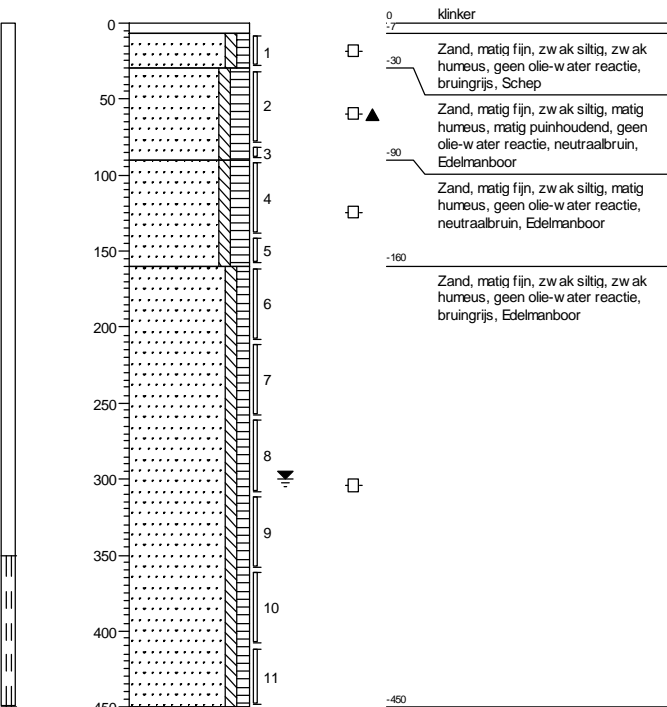 0
50
100
150
200
250
300
350
400
450
1
2
3
4
5
6
7
8
9
10
11
0
klinker
-7
-30
Zand, matig fijn, zwak siltig, zwak
humeus, geen olie-water reactie,
bruingrijs, Schep
Zand, matig fijn, zwak siltig, matig
humeus, matig puinhoudend, geen
olie-water reactie, neutraalbruin,
Edelmanboor
-90
Zand, matig fijn, zwak siltig, matig
humeus, geen olie-water reactie,
neutraalbruin, Edelmanboor
-160
Zand, matig fijn, zwak siltig, zwak
humeus, geen olie-water reactie,
bruingrijs, Edelmanboor
-450